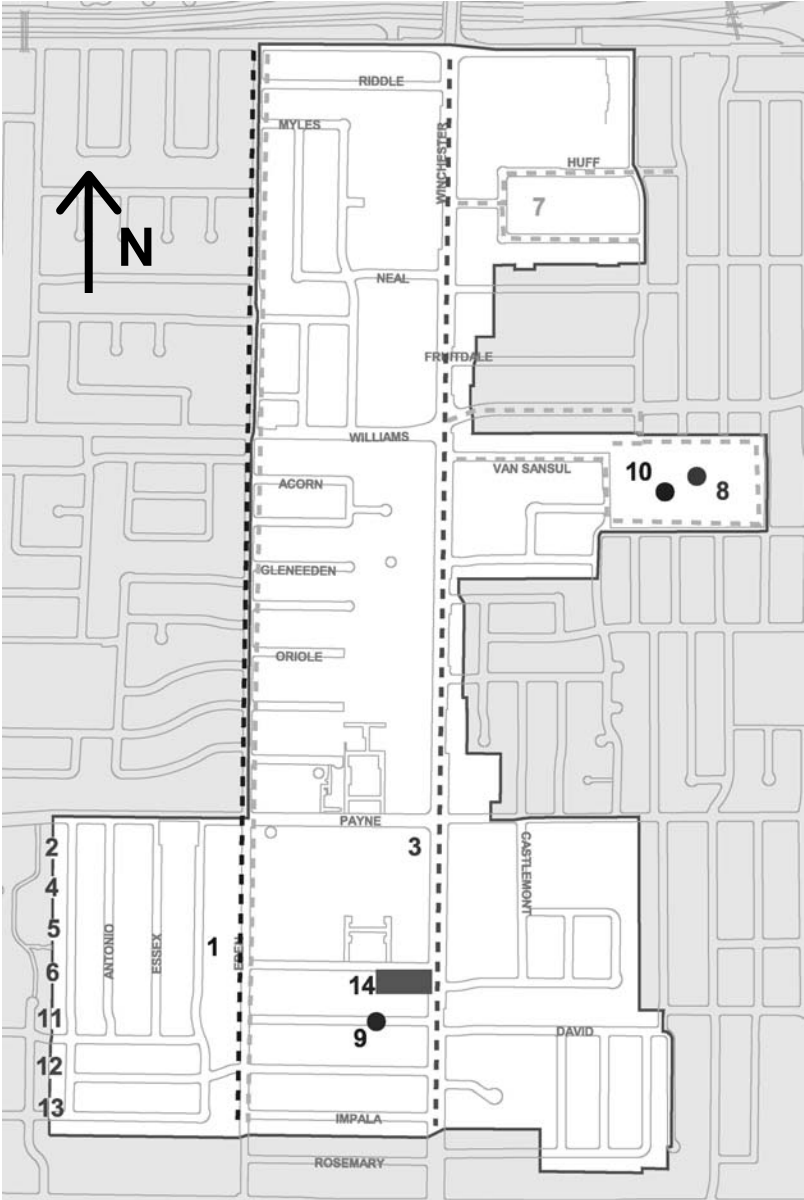 RIDDLE
MYLES
WINCHESTER
HUFF
7
N
NEAL
FRUITDALE
WILLIAMS
VAN SANSUL
10
8
ACORN
GLENEEDEN
ORIOLE
PAYNE
3
2
4
5
6
11
12
13
ANTONIO
ESSEX
1
EDEN
CASTLEMONT
14
9
DAVID
IMPALA
ROSEMARY